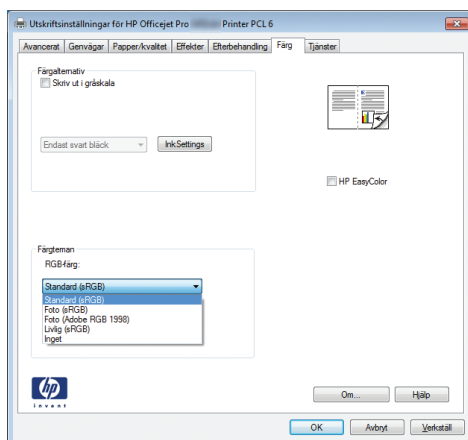 Utskriftsinställningar för HP Officejet Pro Printer PCL 6
Avancerat Genvägar Papper/kvalitet Effekter Efterbehandling Färg Tjänster
Färgalternativ
Skriv ut i gråskala
Endast svart bläck InkSettings
HP EasyColor
Färgteman
RGB-färg:
Standard (sRGB)
Standard (sRGB)
Foto (sRGB)
Foto (Adobe RGB 1998)
Livlig (sRGB)
Inget
hp
invent
Om... Hjälp
OK Avbryt Verkställ